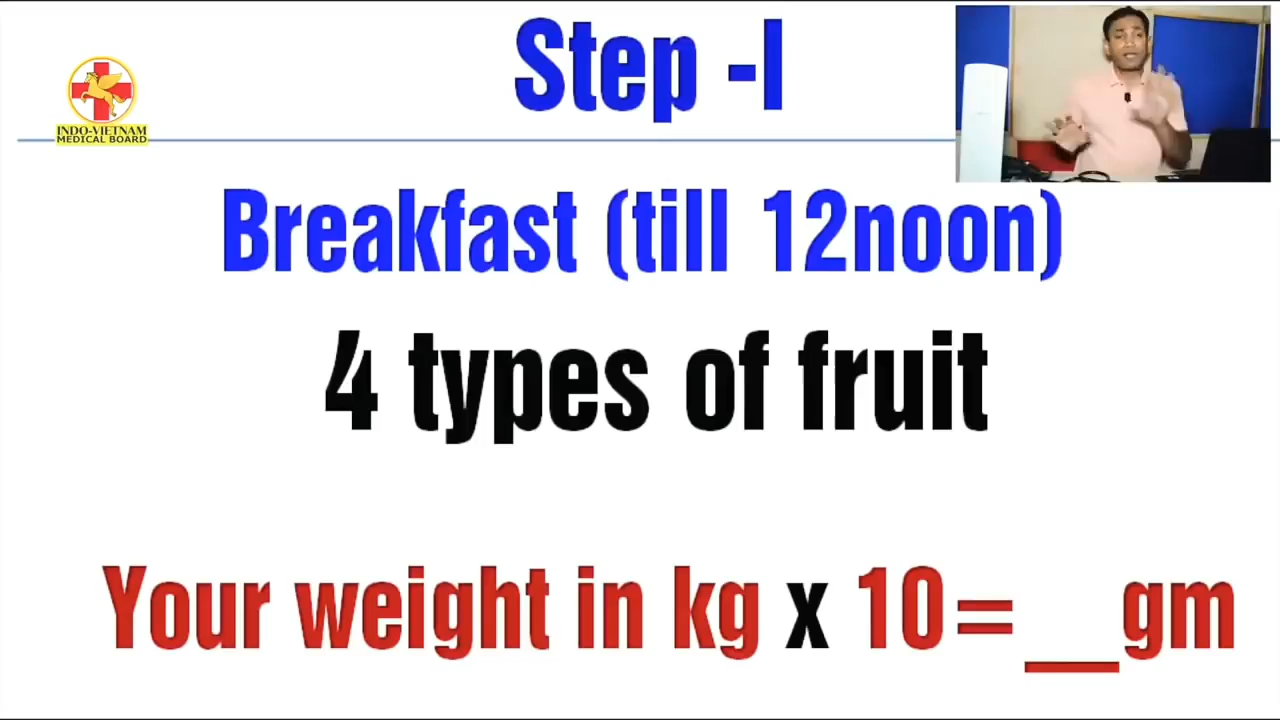 Step -I
INDO-VIETNAM
MEDICAL BOARD
Breakfast (till 12noon)
4 types of fruit
Your weight in kg x 10=__gm